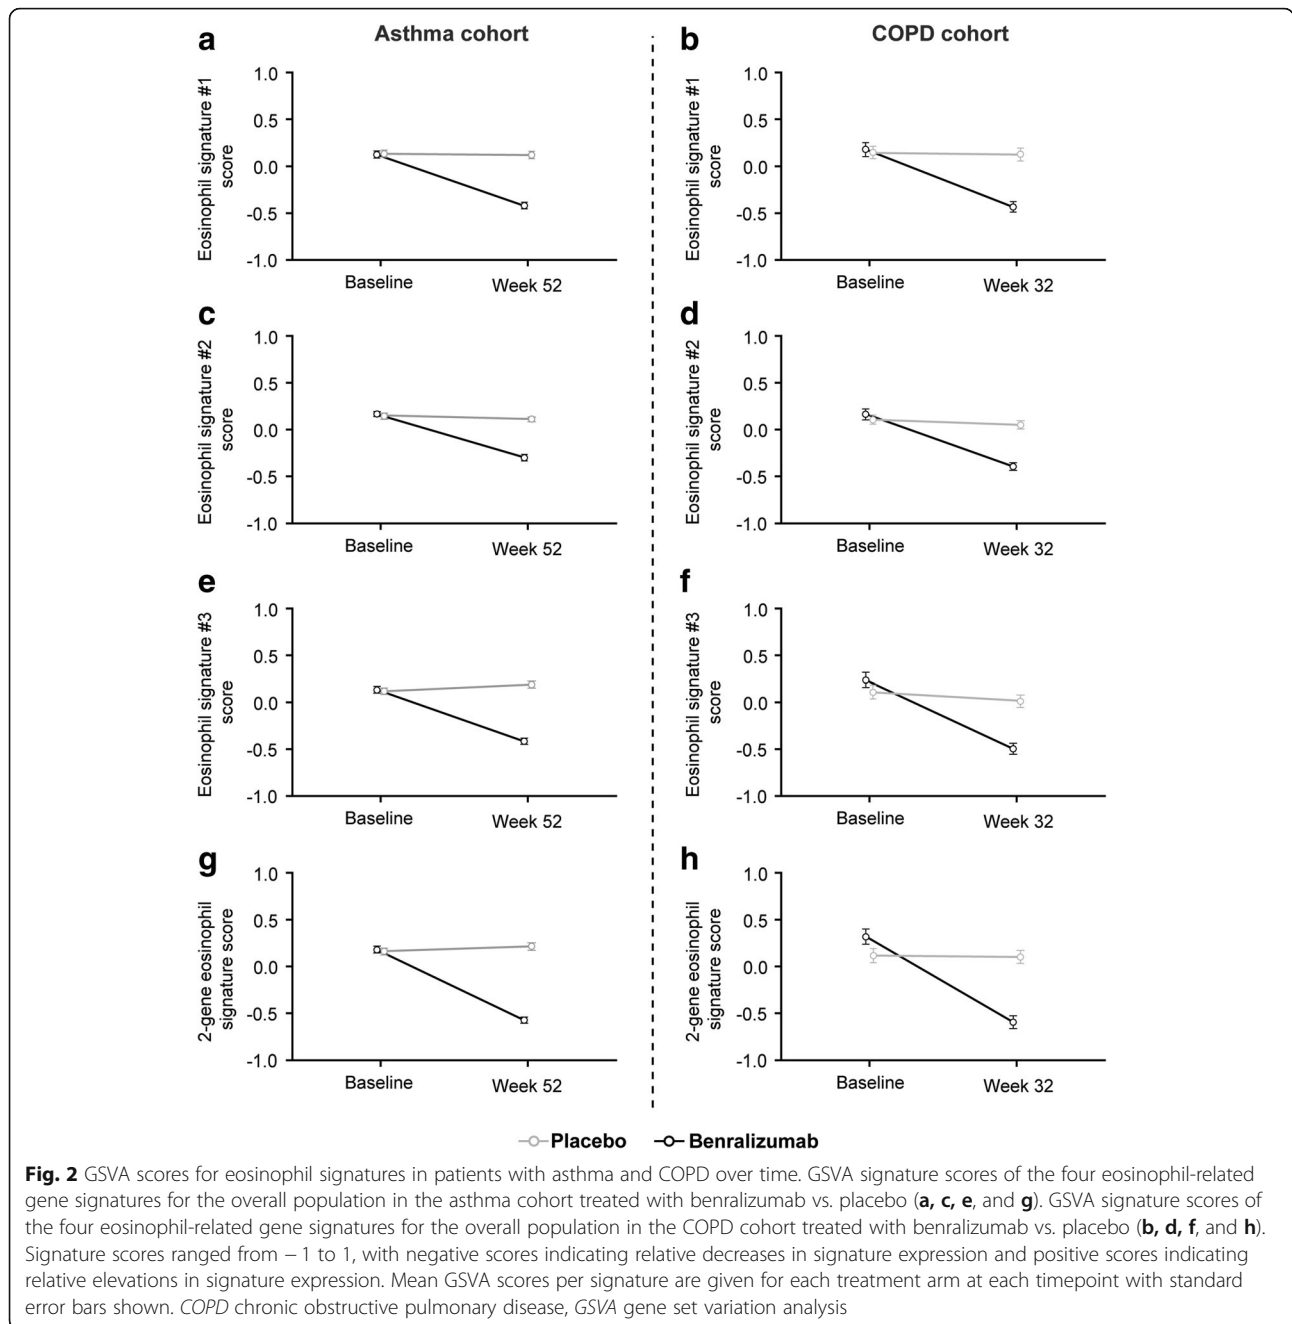 a
Asthma cohort
b
COPD cohort
Eosinophil signature #1
score
1.0
0.5
0.0
-0.5
-1.0
Baseline
Week 52
Eosinophil signature #1
score
1.0
0.5
0.0
-0.5
-1.0
Baseline
Week 32
c
Eosinophil signature #2
score
1.0
0.5
0.0
-0.5
-1.0
Baseline
Week 52
d
Eosinophil signature #2
score
1.0
0.5
0.0
-0.5
-1.0
Baseline
Week 32
e
Eosinophil signature #3
score
1.0
0.5
0.0
-0.5
-1.0
Baseline
Week 52
f
Eosinophil signature #3
score
1.0
0.5
0.0
-0.5
-1.0
Baseline
Week 32
g
2-gene eosinophil
signature score
1.0
0.5
0.0
-0.5
-1.0
Baseline
Week 52
h
2-gene eosinophil
signature score
1.0
0.5
0.0
-0.5
-1.0
Baseline
Week 32
Placebo
Benralizumab
Fig. 2 GSVA scores for eosinophil signatures in patients with asthma and COPD over time. GSVA signature scores of the four eosinophil-related
gene signatures for the overall population in the asthma cohort treated with benralizumab vs. placebo (a, c, e, and g). GSVA signature scores of
the four eosinophil-related gene signatures for the overall population in the COPD cohort treated with benralizumab vs. placebo (b, d, f, and h).
Signature scores ranged from − 1 to 1, with negative scores indicating relative decreases in signature expression and positive scores indicating
relative elevations in signature expression. Mean GSVA scores per signature are given for each treatment arm at each timepoint with standard
error bars shown. COPD chronic obstructive pulmonary disease, GSVA gene set variation analysis